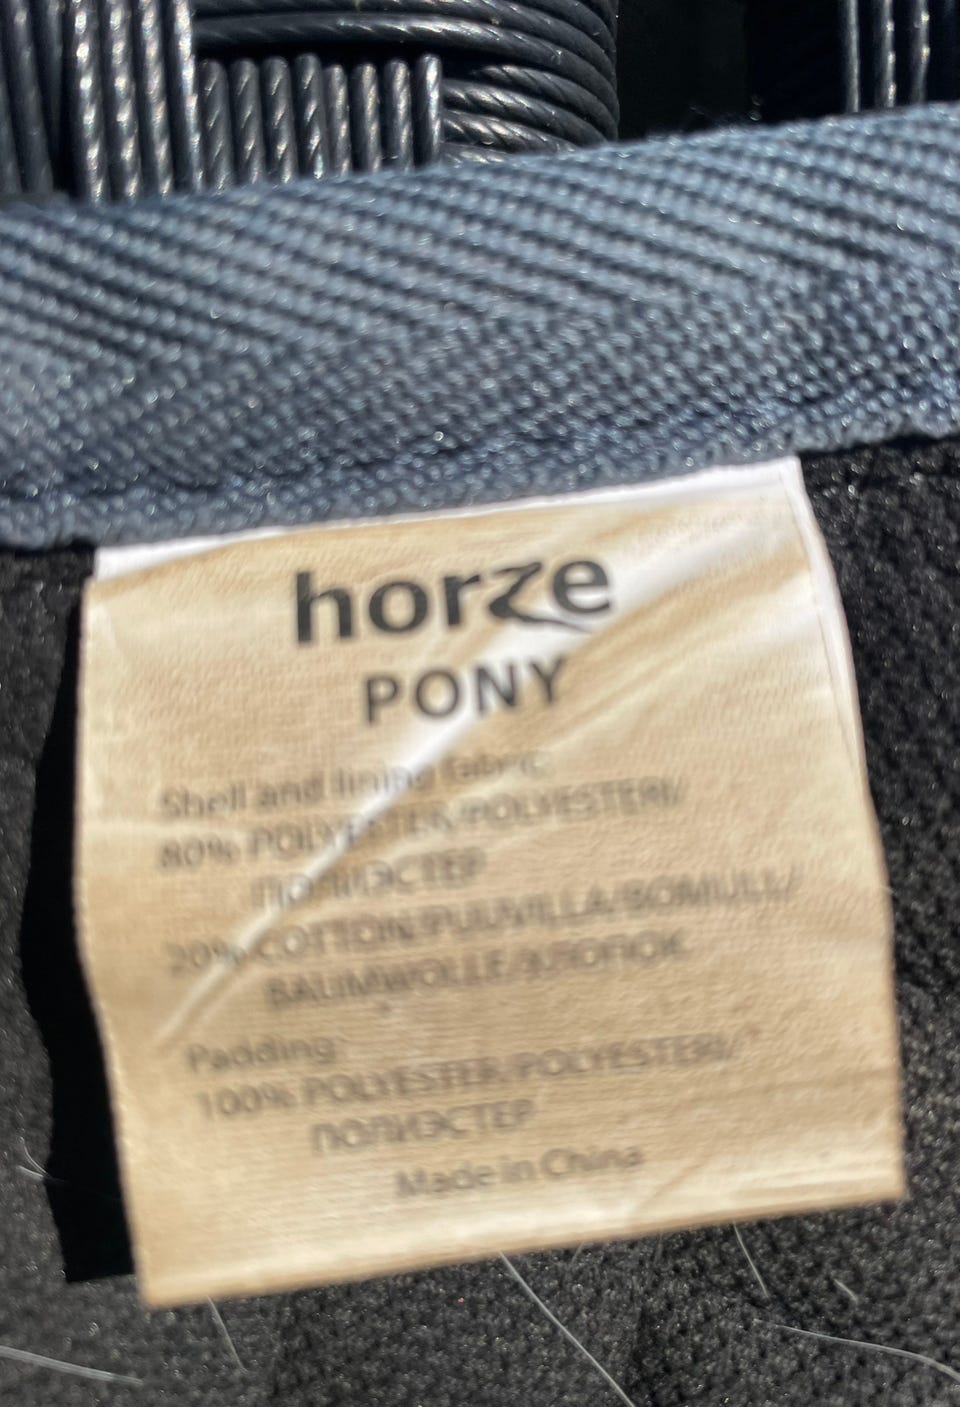 horze
PONY
Shell and lining fabric:
80% POLYESTER/POLYESTERI/
ПОЛИЭСТЕР
20% COTTON/PUUVILLA/BOMULL/
BAUMWOLLE/ХЛОПОК
Padding:
100% POLYESTER/POLYESTERI/
ПОЛИЭСТЕР
Made in China